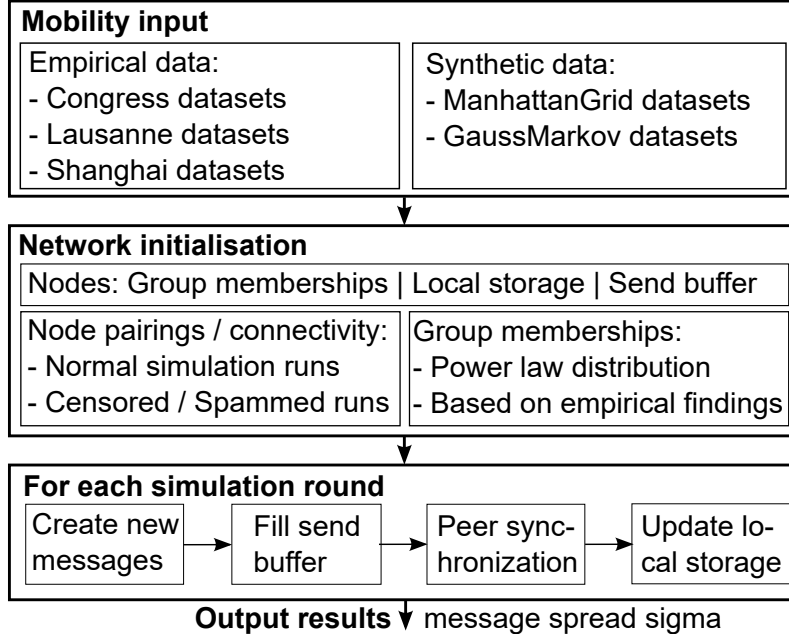 Mobility input
Empirical data:
- Congress datasets
- Lausanne datasets
- Shanghai datasets
Synthetic data:
- ManhattanGrid datasets
- GaussMarkov datasets
Network initialisation
Nodes: Group memberships | Local storage | Send buffer
Node pairings / connectivity:
- Normal simulation runs
- Censored / Spammed runs
Group memberships:
- Power law distribution
- Based on empirical findings
For each simulation round
Create new
messages
Fill send
buffer
Peer sync-
hronization
Update lo-
cal storage
Output results message spread sigma